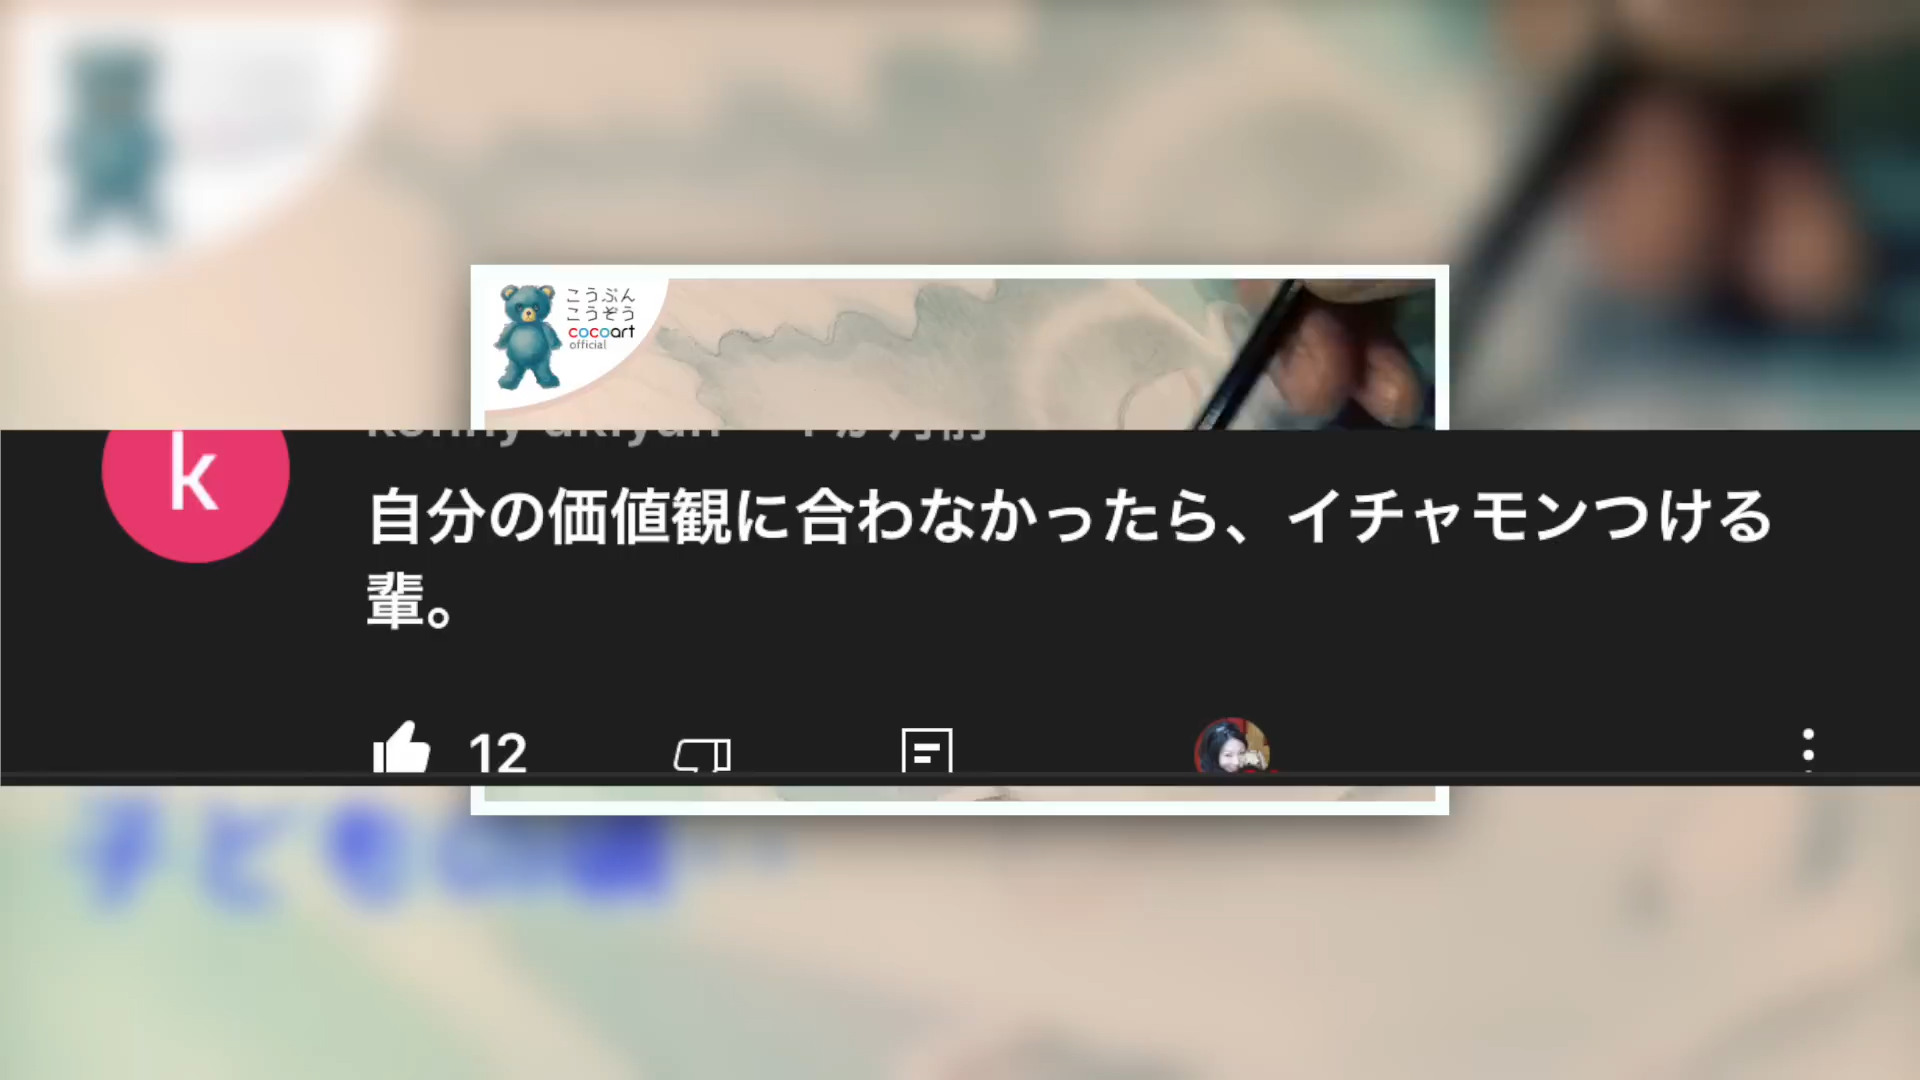 こうぶん
こうぞう
cocoart
official
k
自分の価値観に合わなかったら、イチャモンつける
輩。
12